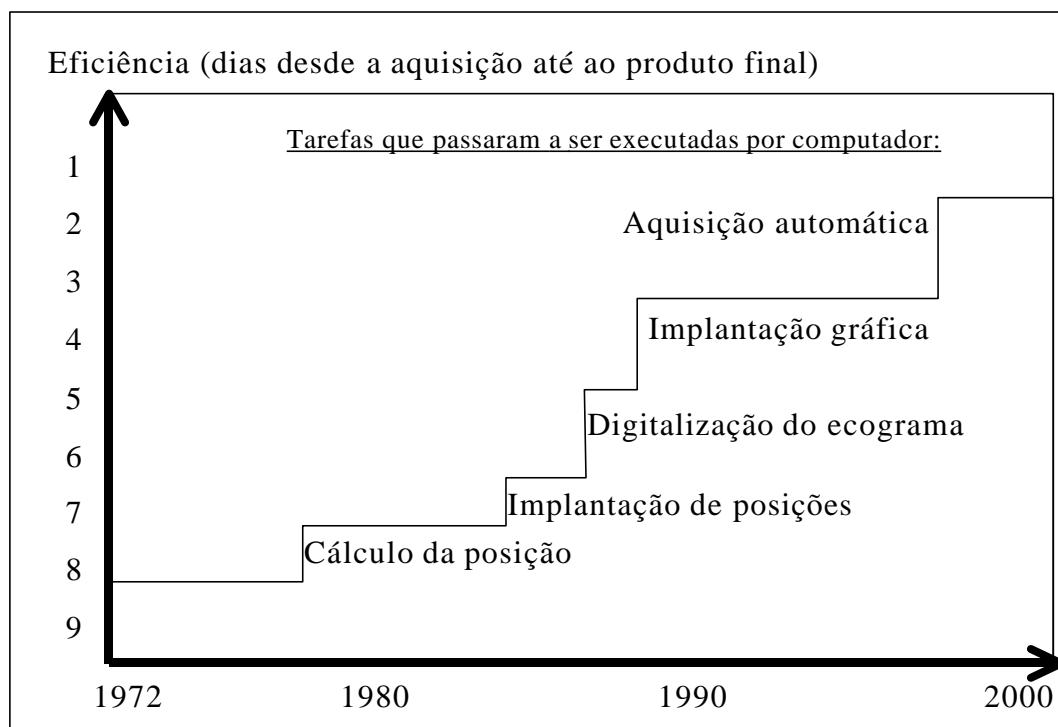 Eficiência (dias desde a aquisição até ao produto final)
Tarefas que passaram a ser executadas por computador:
1
2
Aquisição automática
3
4
Implantação gráfica
5
Digitalização do ecograma
6
7
Implantação de posições
Cálculo da posição
8
9
1972 1980 1990 2000